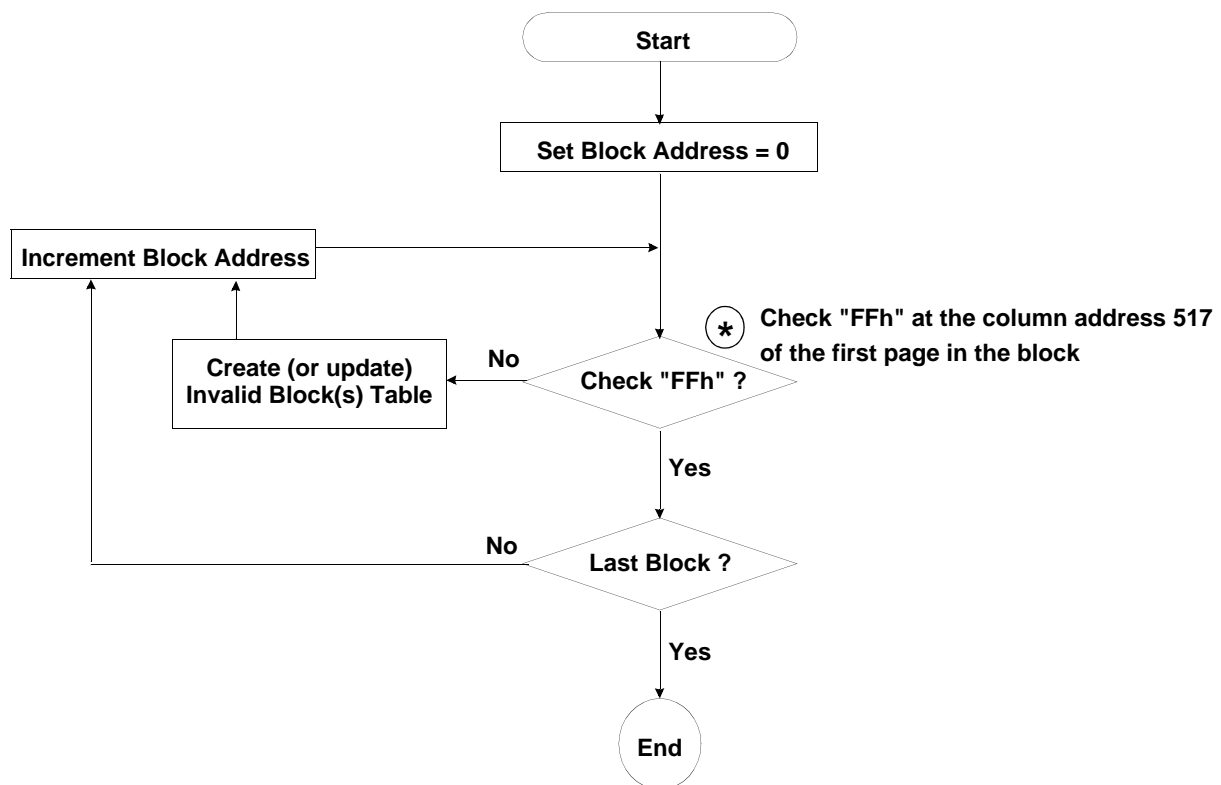 Start
Set Block Address = 0
Increment Block Address
* Check "FFh" at the column address 517
of the first page in the block
No
Create (or update)
Invalid Block(s) Table
Check "FFh" ?
Yes
No
Last Block ?
Yes
End